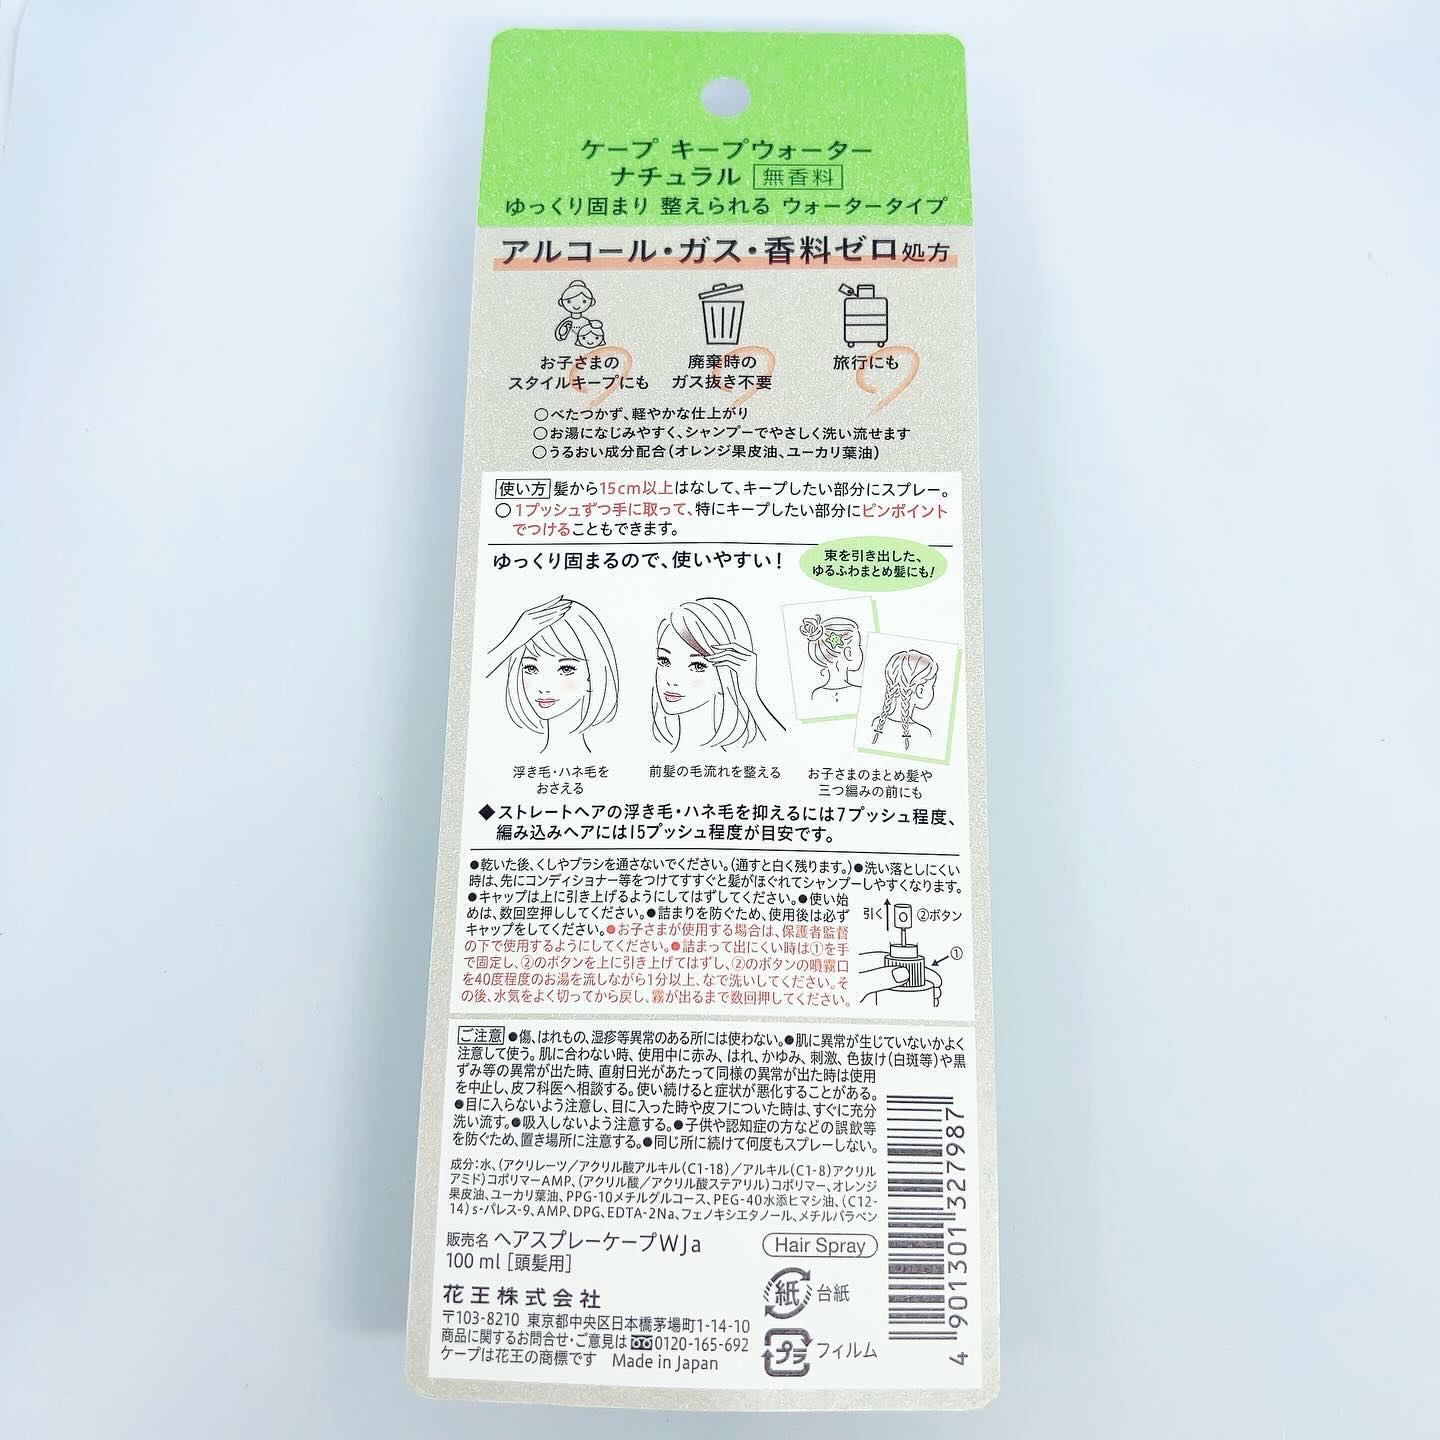 ケープ キープウォーター
ナチュラル 無香料
ゆっくり固まり 整えられる ウォータータイプ
アルコール・ガス・香料ゼロ処方
お子さまの
スタイルキープにも
廃棄時の
ガス抜き不要
旅行にも
○べたつかず、軽やかな仕上がり
○お湯になじみやすく、シャンプーでやさしく洗い流せます
○うるおい成分配合(オレンジ果皮油、ユーカリ葉油)
使い方 髪から15cm以上はなして、キープしたい部分にスプレー。
○1プッシュずつ手に取って、特にキープしたい部分にピンポイント
でつけることもできます。
ゆっくり固まるので、使いやすい!
束を引き出した、
ゆるふわまとめ髪にも!
浮き毛・ハネ毛を
おさえる
前髪の毛流れを整える
お子さまのまとめ髪や
三つ編みの前にも
◆ストレートヘアの浮き毛・ハネ毛を抑えるには7プッシュ程度、
編み込みヘアには15プッシュ程度が目安です。
●乾いた後、くしやブラシを通さないでください。(通すと白く残ります。)●洗い落としにくい
時は、先にコンディショナー等をつけてすすぐと髪がほぐれてシャンプーしやすくなります。
●キャップは上に引き上げるようにしてはずしてください。●使い始
めは、数回空押ししてください。●詰まりを防ぐため、使用後は必ず
キャップをしてください。●お子さまが使用する場合は、保護者監督
の下で使用するようにしてください。●詰まって出にくい時は①を手
で固定し、②のボタンを上に引き上げてはずし、②のボタンの噴霧口
を40度程度のお湯を流しながら1分以上、なで洗いしてください。そ
の後、水気をよく切ってから戻し、霧が出るまで数回押してください。
引く
②ボタン
①
ご注意 ●傷、はれもの、湿疹等異常のある所には使わない。●肌に異常が生じていないかよく
注意して使う。肌に合わない時、使用中に赤み、はれ、かゆみ、刺激、色抜け(白斑等)や黒
ずみ等の異常が出た時、直射日光があたって同様の異常が出た時は使用
を中止し、皮フ科医へ相談する。使い続けると症状が悪化することがある。
●目に入らないよう注意し、目に入った時や皮フについた時は、すぐに充分
洗い流す。●吸入しないよう注意する。●子供や認知症の方などの誤飲等
を防ぐため、置き場所に注意する。●同じ所に続けて何度もスプレーしない。
成分:水、(アクリレーツ/アクリル酸アルキル(C1-18)/アルキル(C1-8)アクリル
アミド)コポリマーAMP、(アクリル酸/アクリル酸ステアリル)コポリマー、オレンジ
果皮油、ユーカリ葉油、PPG-10メチルグルコース、PEG-40水添ヒマシ油、(C12-
14)s-パレス-9、AMP、DPG、EDTA-2Na、フェノキシエタノール、メチルパラベン
販売名 ヘアスプレーケープWJa
Hair Spray
100 ml [頭髪用]
花王株式会社
〒103-8210 東京都中央区日本橋茅場町1-14-10
商品に関するお問合せ・ご意見は 0120-165-692
ケープは花王の商標です Made in Japan
紙 台紙
プラ フィルム
4 901301 327987